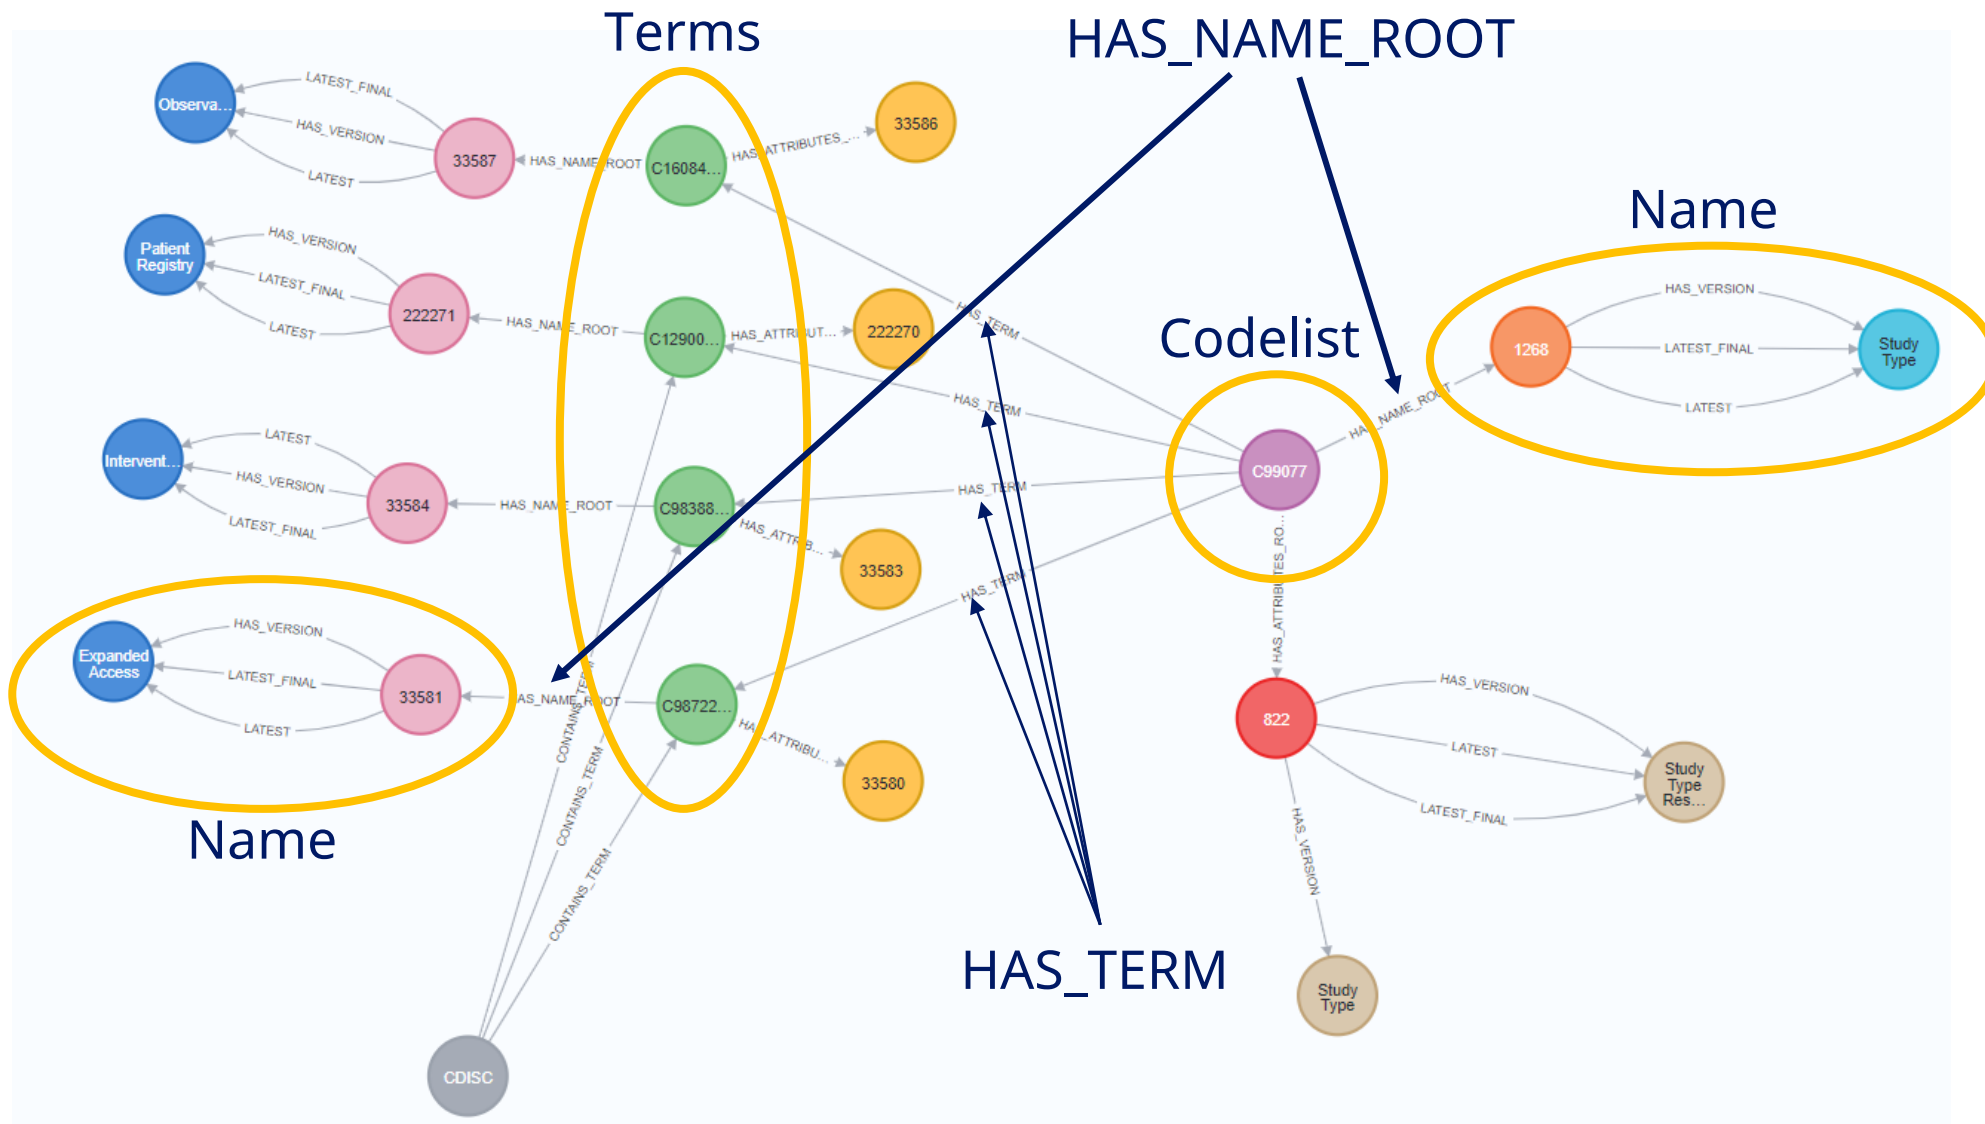 Terms
HAS_NAME_ROOT
Observa...
LATEST_FINAL
HAS_VERSION
LATEST
33587
HAS_NAME_ROOT
C16084...
HAS_ATTRIBUTES_...
33586
Patient
Registry
HAS_VERSION
LATEST_FINAL
LATEST
222271
HAS_NAME_ROOT
C12900...
HAS_ATTRIBUT...
222270
HAS_TERM
HAS_TERM
HAS_TERM
HAS_TERM
Codelist
C99077
HAS_NAME_ROOT
Name
1268
HAS_VERSION
LATEST_FINAL
LATEST
Study
Type
Intervent...
LATEST
HAS_VERSION
LATEST_FINAL
33584
HAS_NAME_ROOT
C98388...
HAS_ATTRIB...
33583
Expanded
Access
HAS_VERSION
LATEST_FINAL
LATEST
33581
HAS_NAME_ROOT
C98722...
HAS_ATTRIBU...
33580
Name
CONTAINS_TERM
CONTAINS_TERM
CONTAINS_TERM
CDISC
HAS_TERM
HAS_ATTRIBUTES_RO...
822
HAS_VERSION
LATEST
LATEST_FINAL
Study
Type
Res...
HAS_VERSION
Study
Type